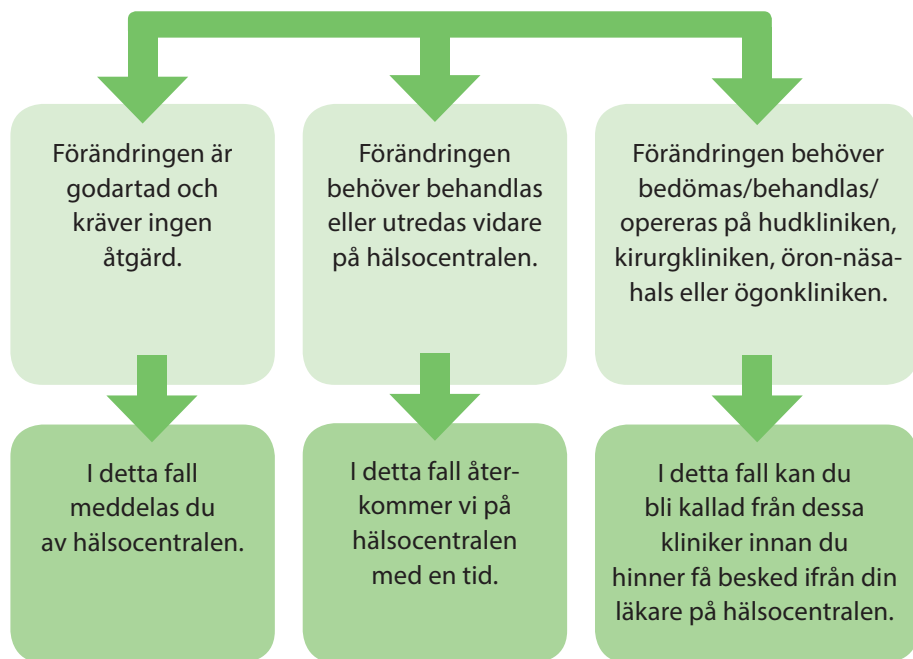 Förändringen är
godartad och
kräver ingen
åtgärd.
Förändringen
behöver behandlas
eller utredas vidare
på hälsocentralen.
Förändringen behöver
bedömas/behandlas/
opereras på hudkliniken,
kirurgkliniken, öron-näsa-
hals eller ögonkliniken.
I detta fall
meddelas du
av hälsocentralen.
I detta fall åter-
kommer vi på
hälsocentralen
med en tid.
I detta fall kan du
bli kallad från dessa
kliniker innan du
hinner få besked ifrån din
läkare på hälsocentralen.